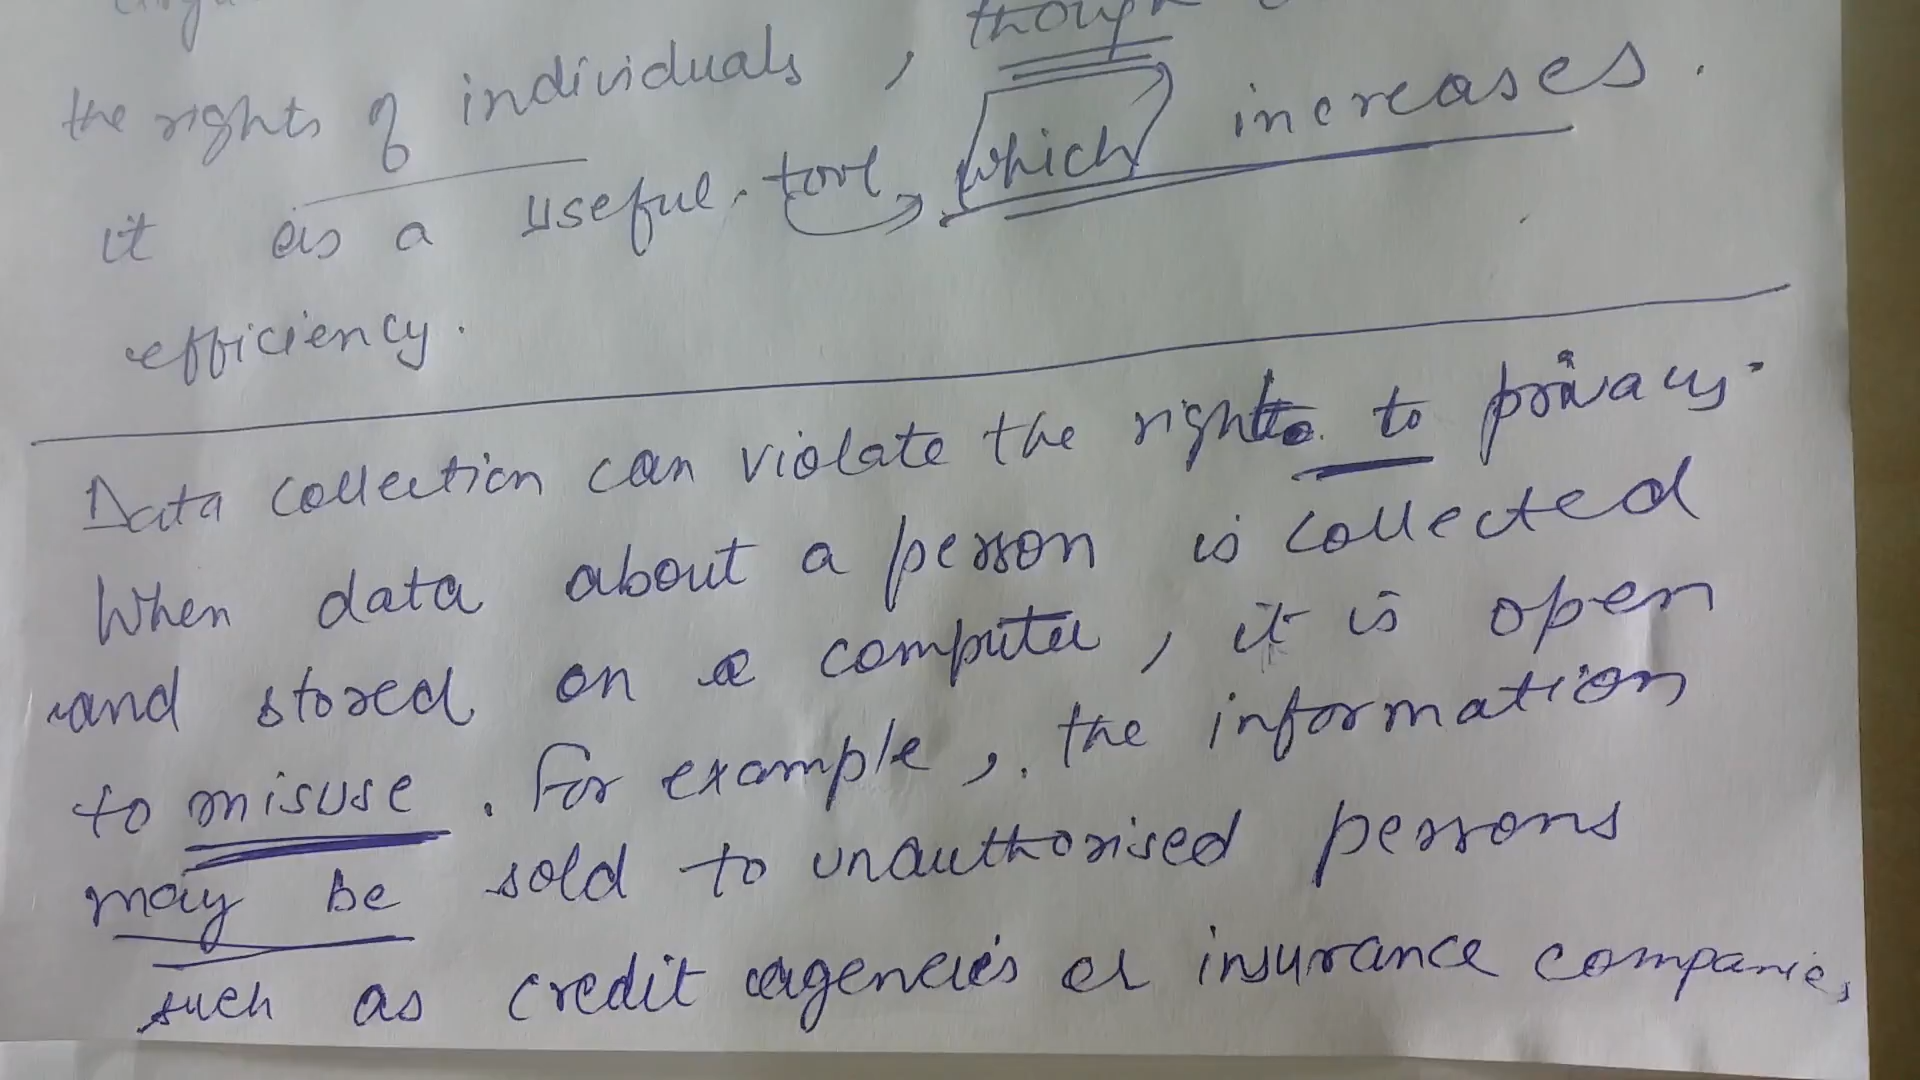 the rights of individuals, though
it is a useful tool which increases.
efficiency.
Data collection can violate the right to privacy.
When data about a person is collected
and stored on a computer, it is open
to misuse. For example, the information
may be sold to unauthorised persons
such as credit agencies or insurance companies